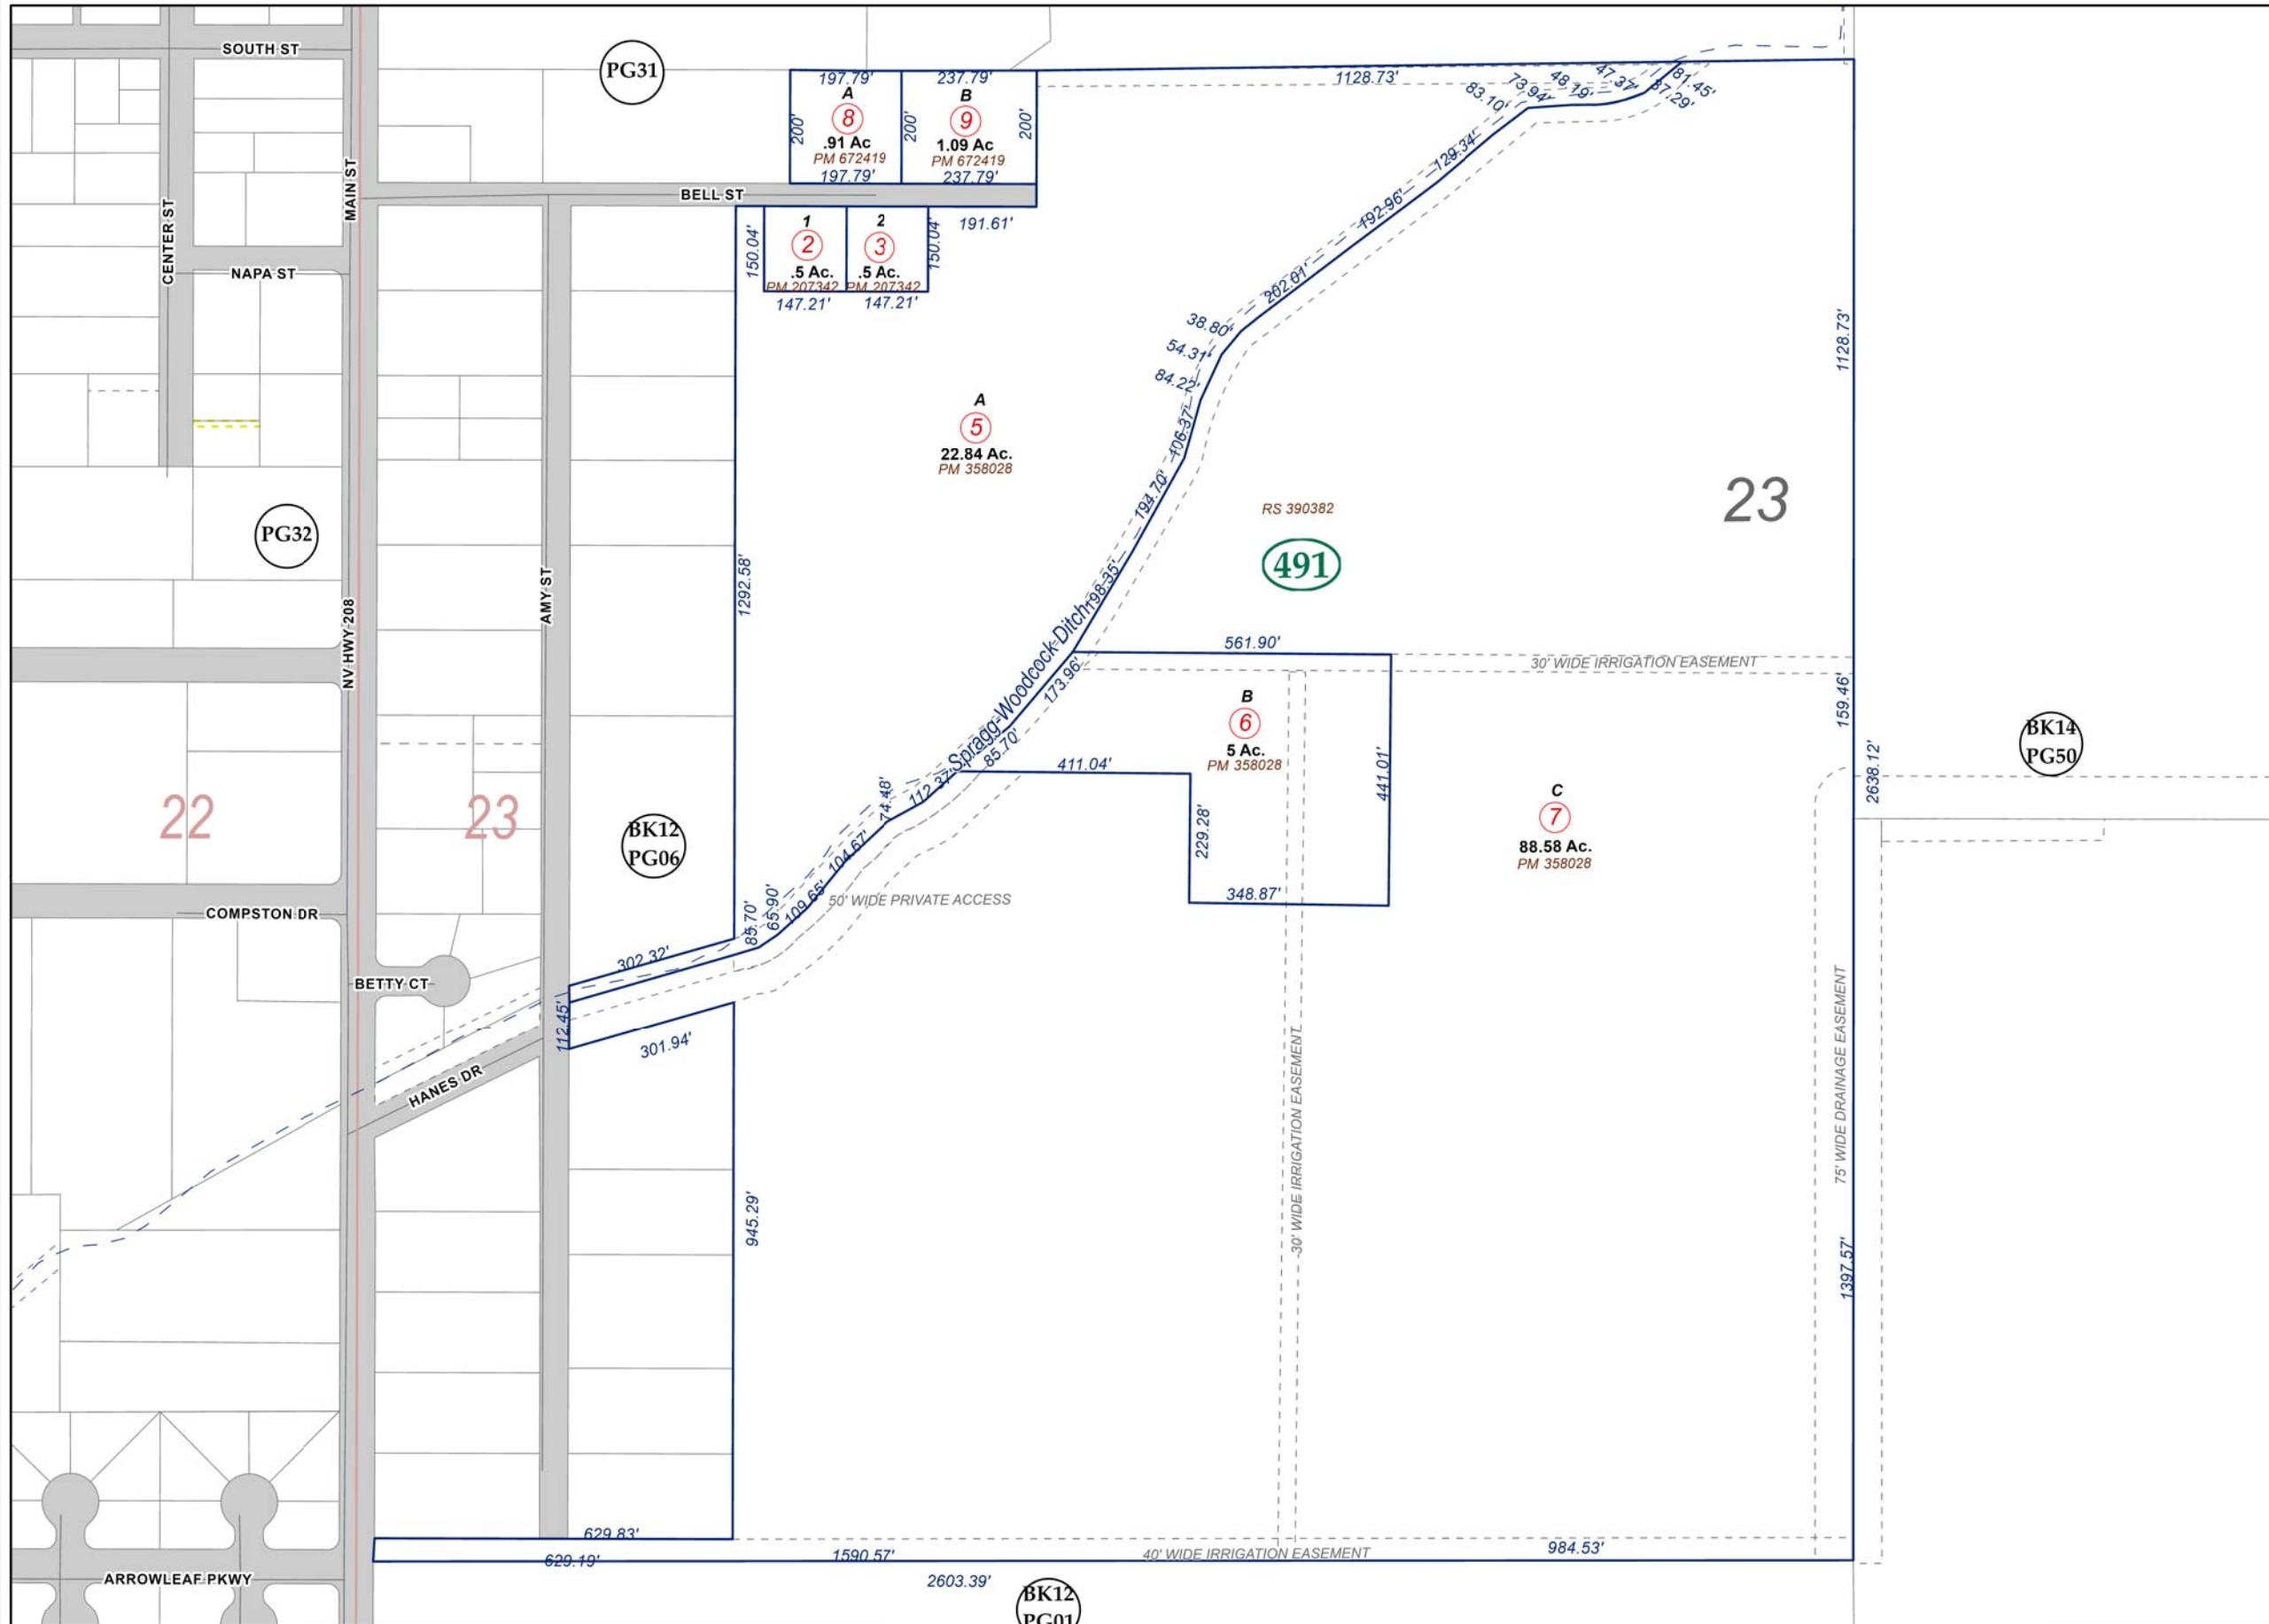 SOUTH ST
PG31
197.79'
237.79'
1128.73'
73.94'
48.19'
47.37'
81.45'
83.10'
37.29'
A
8
.91 Ac
PM 672419
197.79'
200'
B
9
1.09 Ac
PM 672419
237.79'
200'
200'
129.34'
MAIN ST
BELL ST
CENTER ST
NAPA ST
150.04'
1
2
.5 Ac.
PM 207342
147.21'
2
3
.5 Ac.
PM 207342
147.21'
150.04'
191.61'
192.96'
202.01'
38.80'
54.31'
84.22'
106.37'
1128.73'
A
5
22.84 Ac.
PM 358028
194.70'
RS 390382
23
PG32
491
1292.58'
AMY ST
NV HWY 208
198.35'
Spragg-Woodcock-Ditch
561.90'
30' WIDE IRRIGATION EASEMENT
173.96'
159.46'
B
6
5 Ac.
PM 358028
85.70'
411.04'
441.01'
2638.12'
BK14
PG50
22
23
BK12
PG06
74.48'
112.37'
229.28'
C
7
88.58 Ac.
PM 358028
104.67'
348.87'
50' WIDE PRIVATE ACCESS
COMPSTON DR
85.70'
65.90'
109.65'
302.32'
BETTY CT
112.45'
301.94'
HANES DR
30' WIDE IRRIGATION EASEMENT
75' WIDE DRAINAGE EASEMENT
945.29'
1397.57'
629.83'
629.19'
1590.57'
40' WIDE IRRIGATION EASEMENT
984.53'
ARROWLEAF PKWY
2603.39'
BK12
PG01